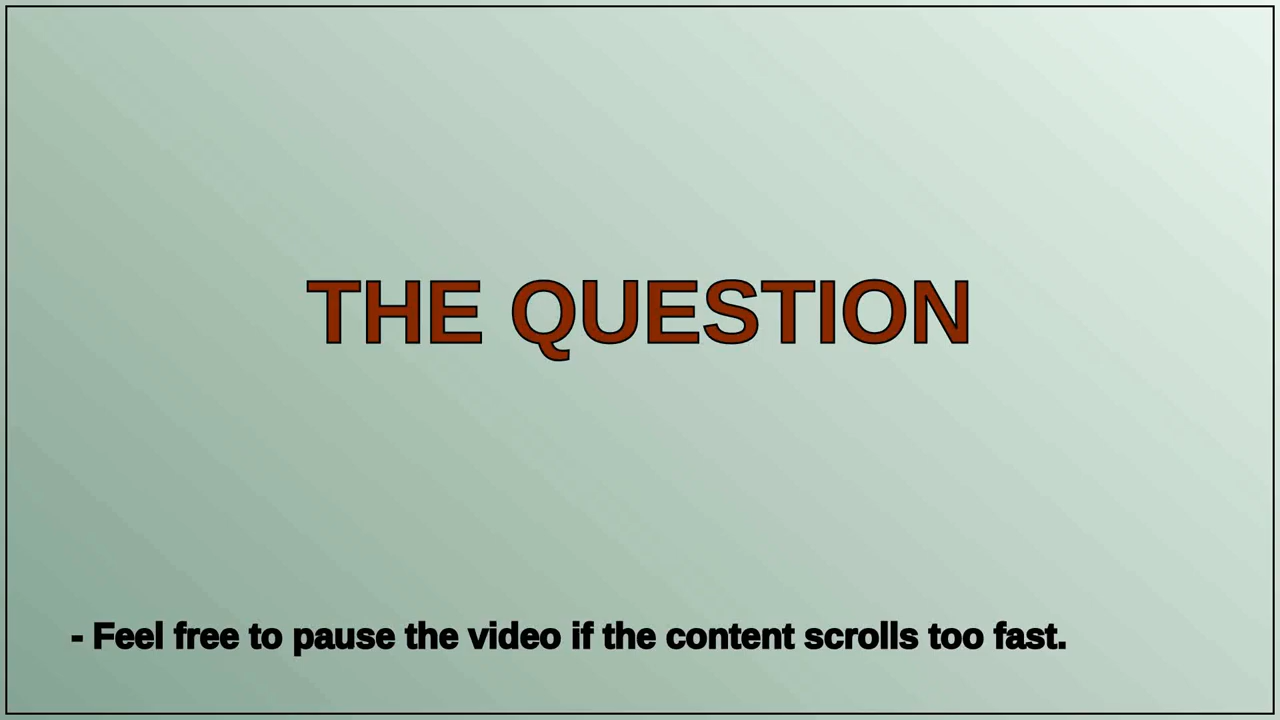 THE QUESTION
- Feel free to pause the video if the content scrolls too fast.